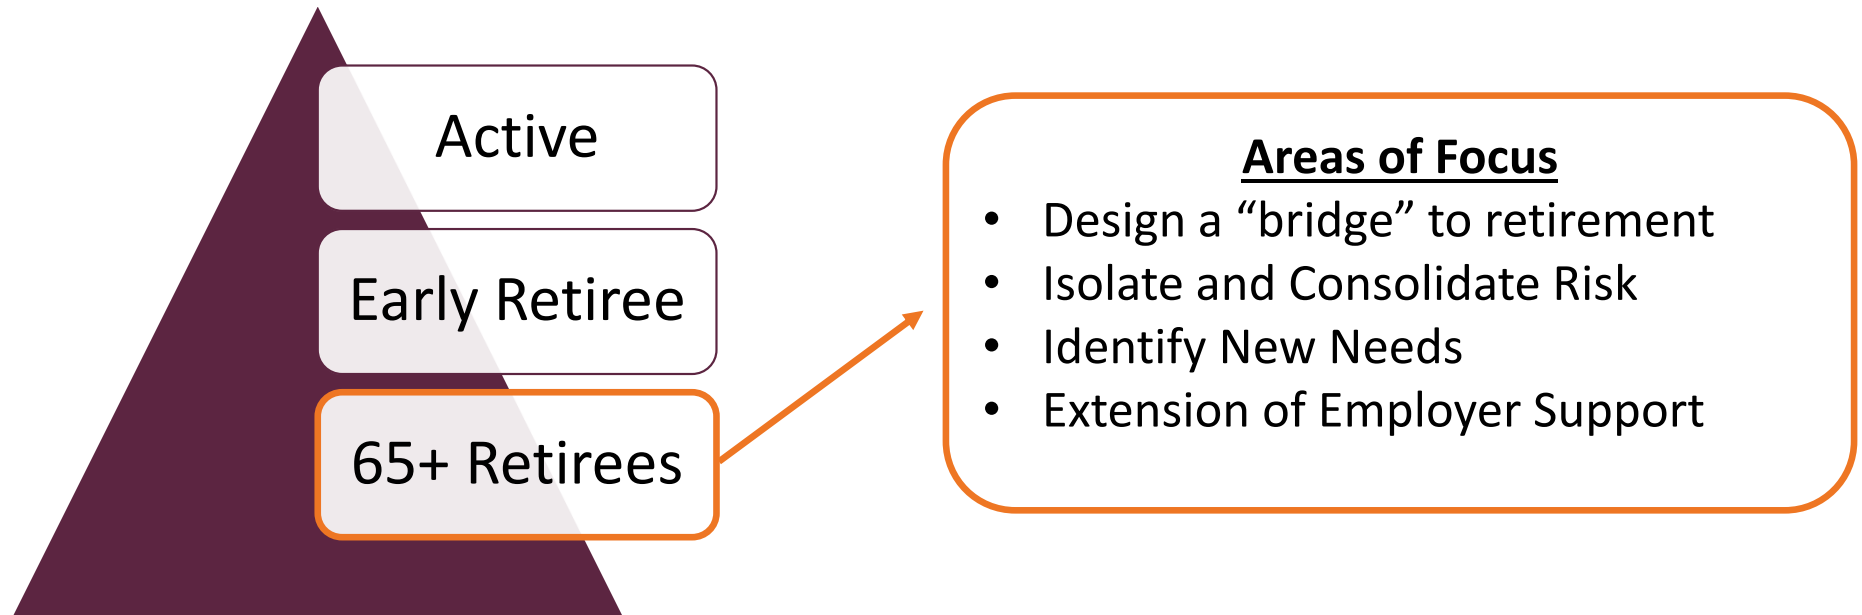 Active
Early Retiree
65+ Retirees
Areas of Focus
• Design a “bridge” to retirement
• Isolate and Consolidate Risk
• Identify New Needs
• Extension of Employer Support